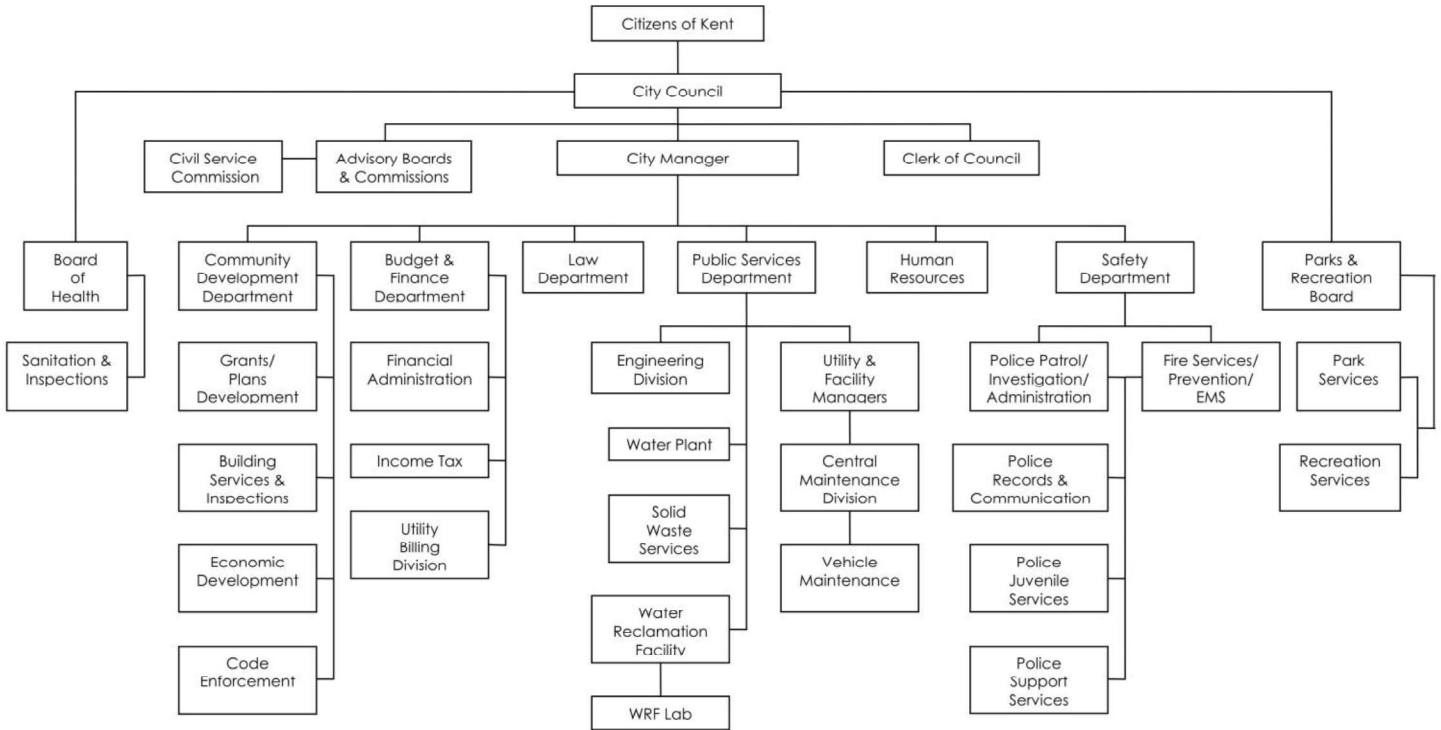 Citizens of Kent
City Council
Civil Service
Commission
Advisory Boards
& Commissions
City Manager
Clerk of Council
Board
of
Health
Community
Development
Department
Budget &
Finance
Department
Law
Department
Public Services
Department
Human
Resources
Safety
Department
Parks &
Recreation
Board
Sanitation &
Inspections
Grants/
Plans
Development
Financial
Administration
Engineering
Division
Utility &
Facility
Managers
Police Patrol/
Investigation/
Administration
Fire Services/
Prevention/
EMS
Park
Services
Building
Services &
Inspections
Income Tax
Water Plant
Central
Maintenance
Division
Police
Records &
Communication
Recreation
Services
Economic
Development
Utility
Billing
Division
Solid
Waste
Services
Vehicle
Maintenance
Police
Juvenile
Services
Code
Enforcement
Water
Reclamation
Facility
Police
Support
Services
WRF Lab